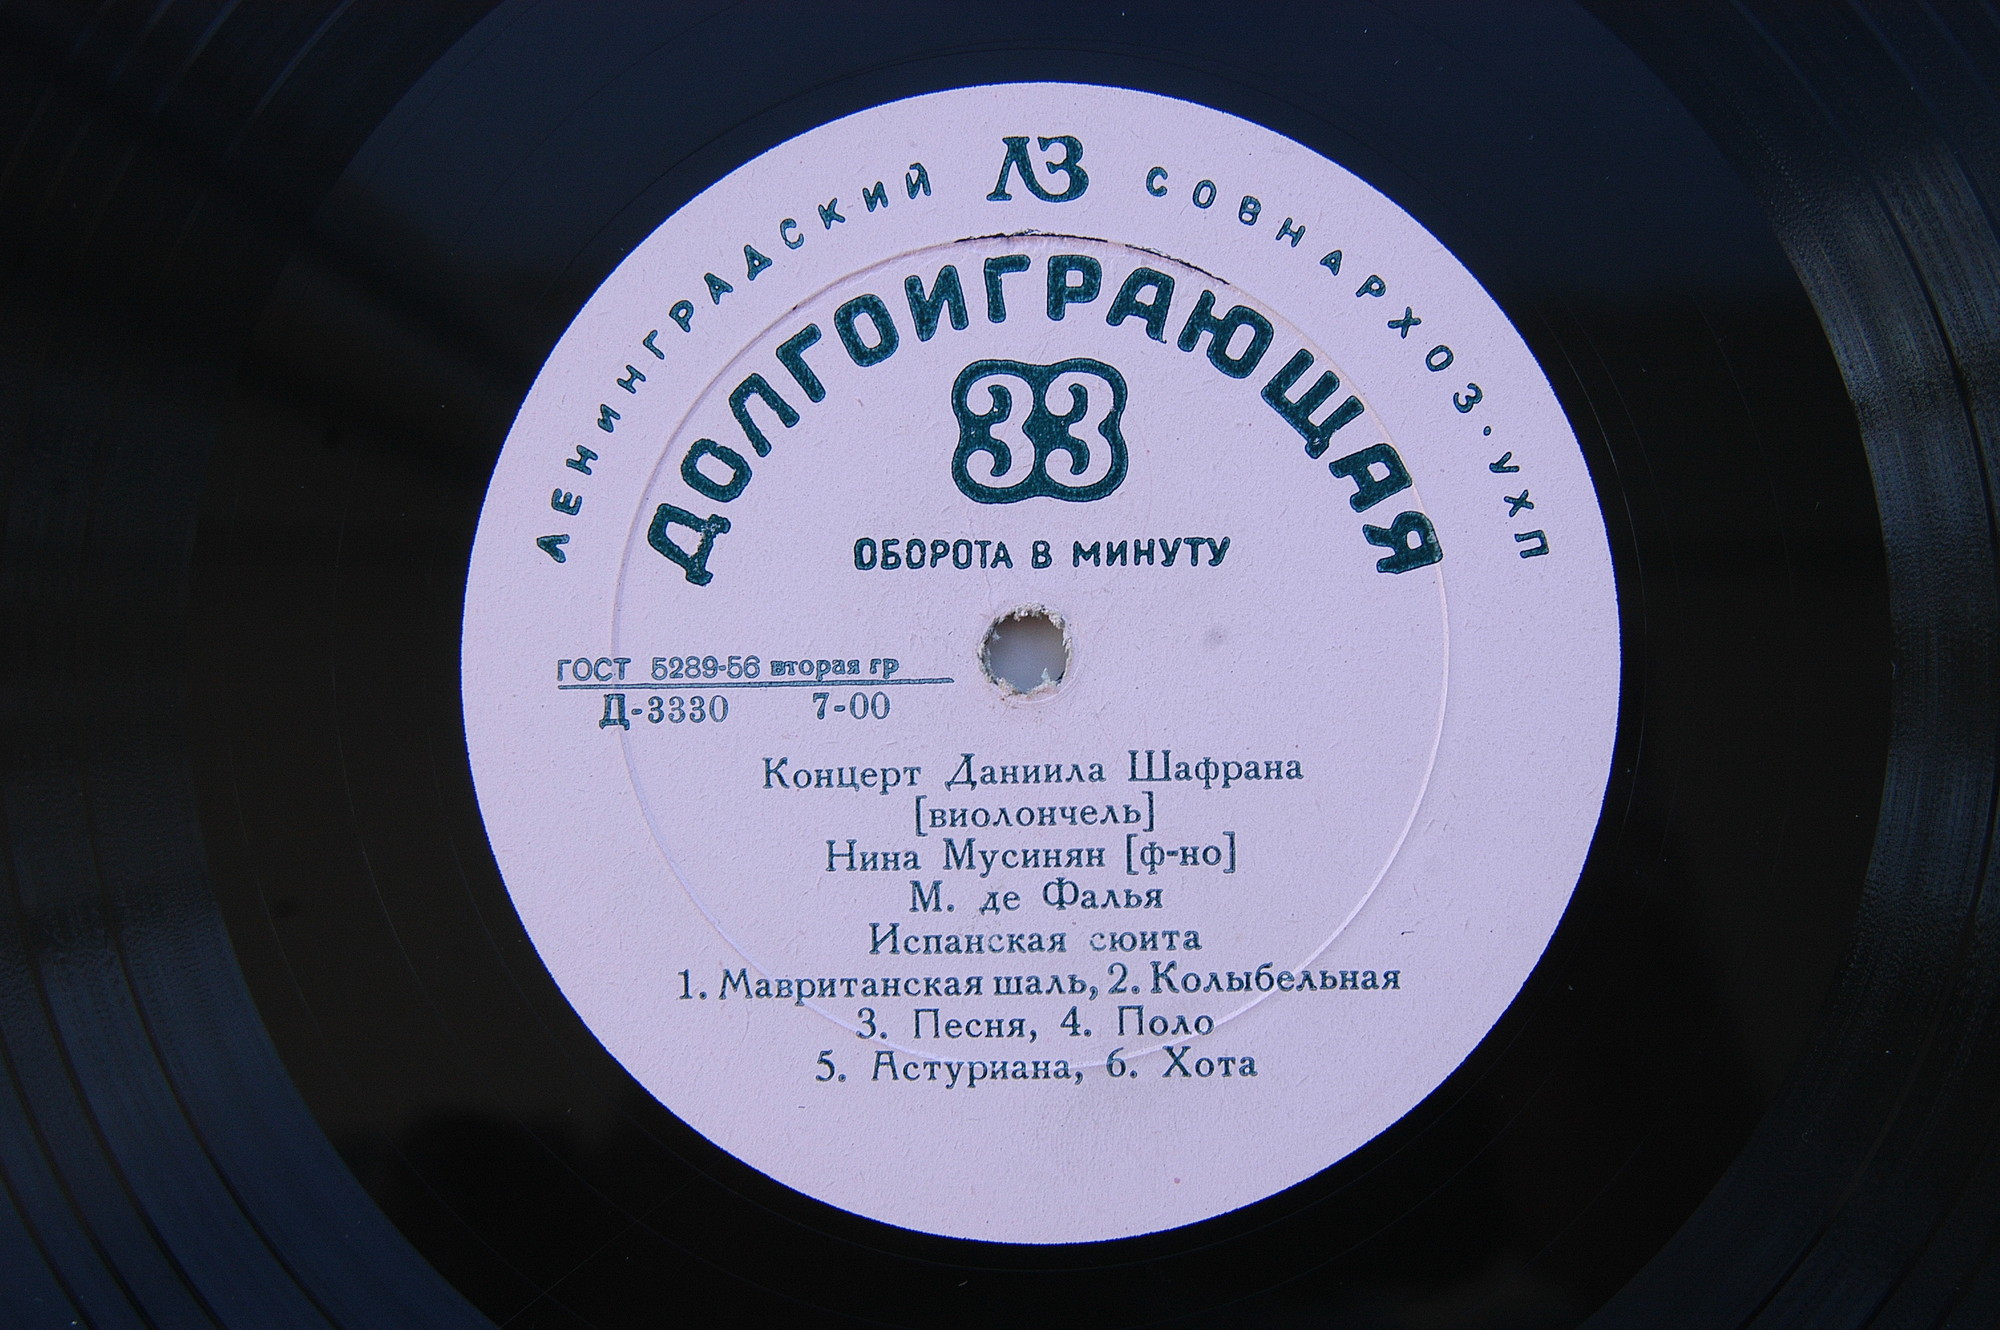 ЛЕНИНГРАДСКИЙ ЛЗ СОВНАРХОЗ·УХП
ДОЛГОИГРАЮЩАЯ
33
ОБОРОТА В МИНУТУ
ГОСТ 5289-56 вторая гр
Д-3330 7-00
Концерт Даниила Шафрана
[виолончель]
Нина Мусинян [ф-но]
М. де Фалья
Испанская сюита
1. Мавританская шаль, 2. Колыбельная
3. Песня, 4. Поло
5. Астуриана, 6. Хота